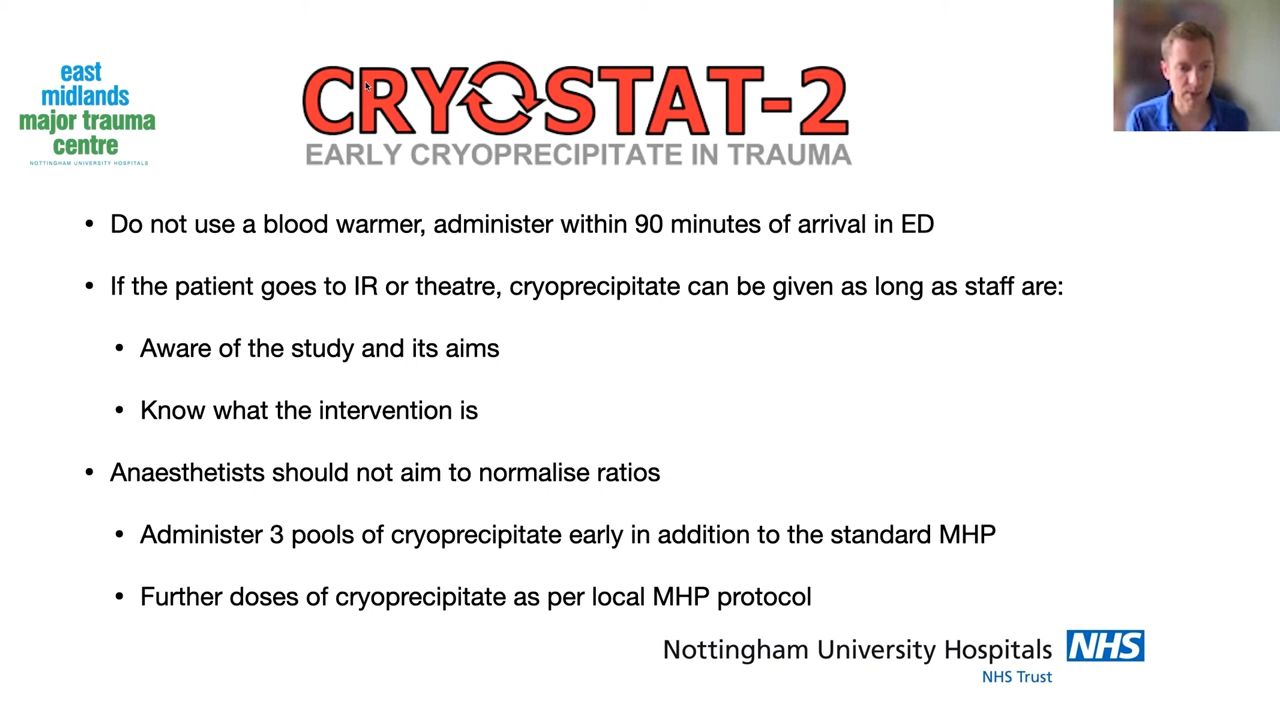 east
midlands
major trauma
centre
NOTTINGHAM UNIVERSITY HOSPITALS
CRYOSTAT-2
EARLY CRYOPRECIPITATE IN TRAUMA
• Do not use a blood warmer, administer within 90 minutes of arrival in ED
• If the patient goes to IR or theatre, cryoprecipitate can be given as long as staff are:
• Aware of the study and its aims
• Know what the intervention is
• Anaesthetists should not aim to normalise ratios
• Administer 3 pools of cryoprecipitate early in addition to the standard MHP
• Further doses of cryoprecipitate as per local MHP protocol
Nottingham University Hospitals NHS
NHS Trust